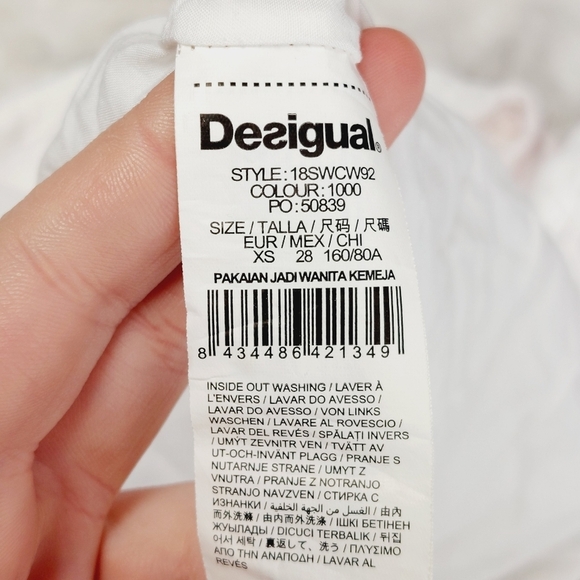 Desigual
STYLE : 18SWCW92
COLOUR : 1000
PO : 50839
SIZE / TALLA / 尺码 / 尺碼
EUR / MEX / CHI
XS 28 160/80A
PAKAIAN JADI WANITA KEMEJA
8 434486 421349
INSIDE OUT WASHING / LAVER À
L'ENVERS / LAVAR DO AVESSO /
LAVAR DO AVESSO / VON LINKS
WASCHEN / LAVARE AL ROVESCIO /
LAVAR DEL REVÉS / SPĂLAȚI INVERS
/ UMÝT ZEVNITR VEN / TVÄTT AV
UT-OCH-INVÄNT PLAGG / PRANJE S
NUTARNJE STRANE / UMYT Z
VNUTRA / PRANJE Z NOTRANJO
STRANJO NAVZVEN / СТИРКА С
ИЗНАНКИ / الغسل من الجهة الخلفية / 由內
而外洗滌 / 由内而外洗涤 / ІШКІ БЕТІНЕН
ЖУЫЛАДЫ / DICUCI TERBALIK / 뒤집
어서 세탁 / 裏返して、洗う / ΠΛΥΣΙΜΟ
ΑΠΟ ΤΗΝ ΑΝΑΠΟΔΗ / LAVAR AL
REVÉS